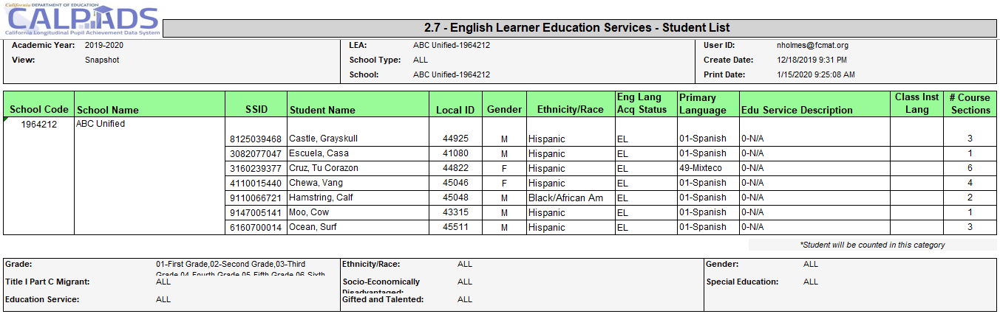 California DEPARTMENT OF EDUCATION
CALPADS
California Longitudinal Pupil Achievement Data System
2.7 - English Learner Education Services - Student List
Academic Year: 2019-2020 LEA: ABC Unified-1964212 User ID: nholmes@fcmat.org
View: Snapshot School Type: ALL Create Date: 12/18/2019 9:31 PM
School: ABC Unified-1964212 Print Date: 1/15/2020 9:25:08 AM
School Code School Name SSID Student Name Local ID Gender Ethnicity/Race Eng Lang Acq Status Primary Language Edu Service Description Class Inst Lang # Course Sections
1964212 ABC Unified
8125039468 Castle, Grayskull 44925 M Hispanic EL 01-Spanish 0-N/A 3
3082077047 Escuela, Casa 41080 M Hispanic EL 01-Spanish 0-N/A 1
3160239377 Cruz, Tu Corazon 44822 F Hispanic EL 49-Mixteco 0-N/A 6
4110015440 Chewa, Vang 45046 F Hispanic EL 01-Spanish 0-N/A 4
9110066721 Hamstring, Calf 45048 M Black/African Am EL 01-Spanish 0-N/A 2
9147005141 Moo, Cow 43315 M Hispanic EL 01-Spanish 0-N/A 1
6160700014 Ocean, Surf 45511 M Hispanic EL 01-Spanish 0-N/A 3
*Student will be counted in this category
Grade: 01-First Grade,02-Second Grade,03-Third Ethnicity/Race: ALL Gender: ALL
Grade,04-Fourth Grade,05-Fifth Grade,06-Sixth
Title I Part C Migrant: ALL Socio-Economically Disadvantaged: ALL Special Education: ALL
Education Service: ALL Gifted and Talented: ALL